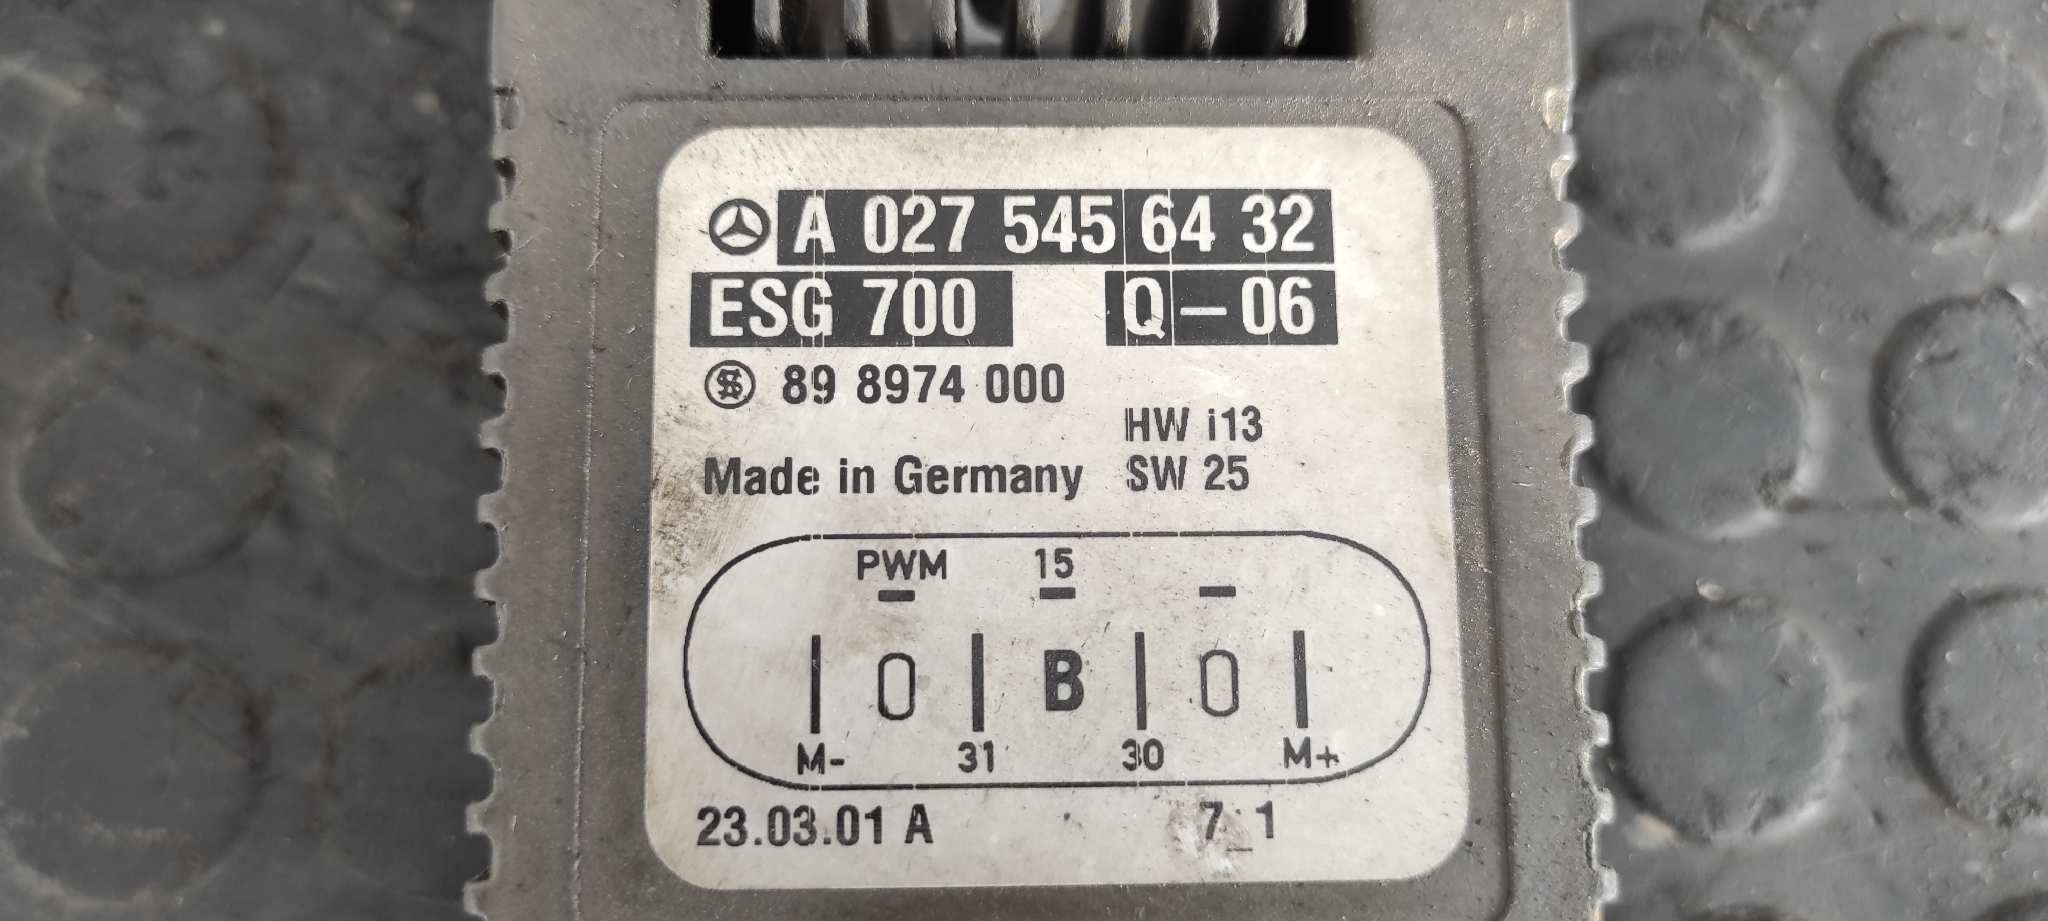 A 027 545 64 32
ESG 700 Q-06
89 8974 000
HW i13
Made in Germany SW 25
PWM 15
B
M- 31 30 M+
23.03.01 A 7_1